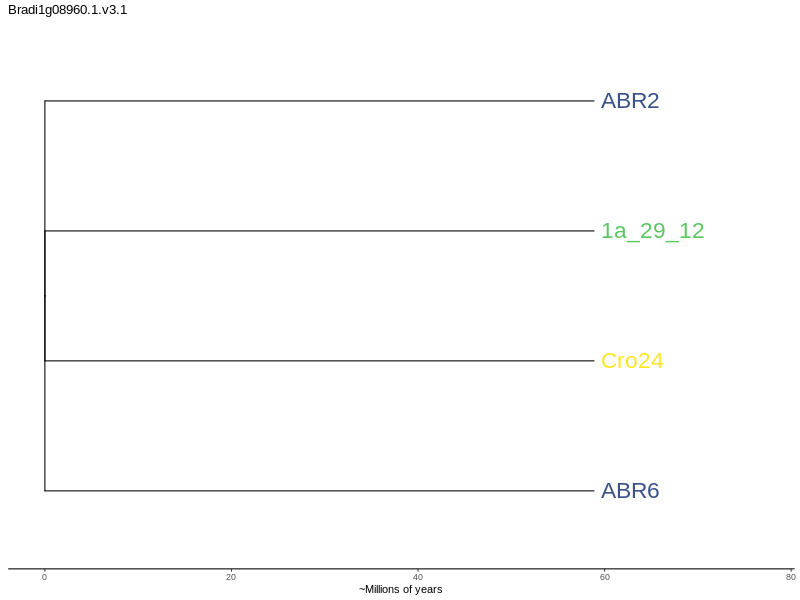 Bradi1g08960.1.v3.1
ABR2
1a_29_12
Cro24
ABR6
0 20 40 60 80
~Millions of years